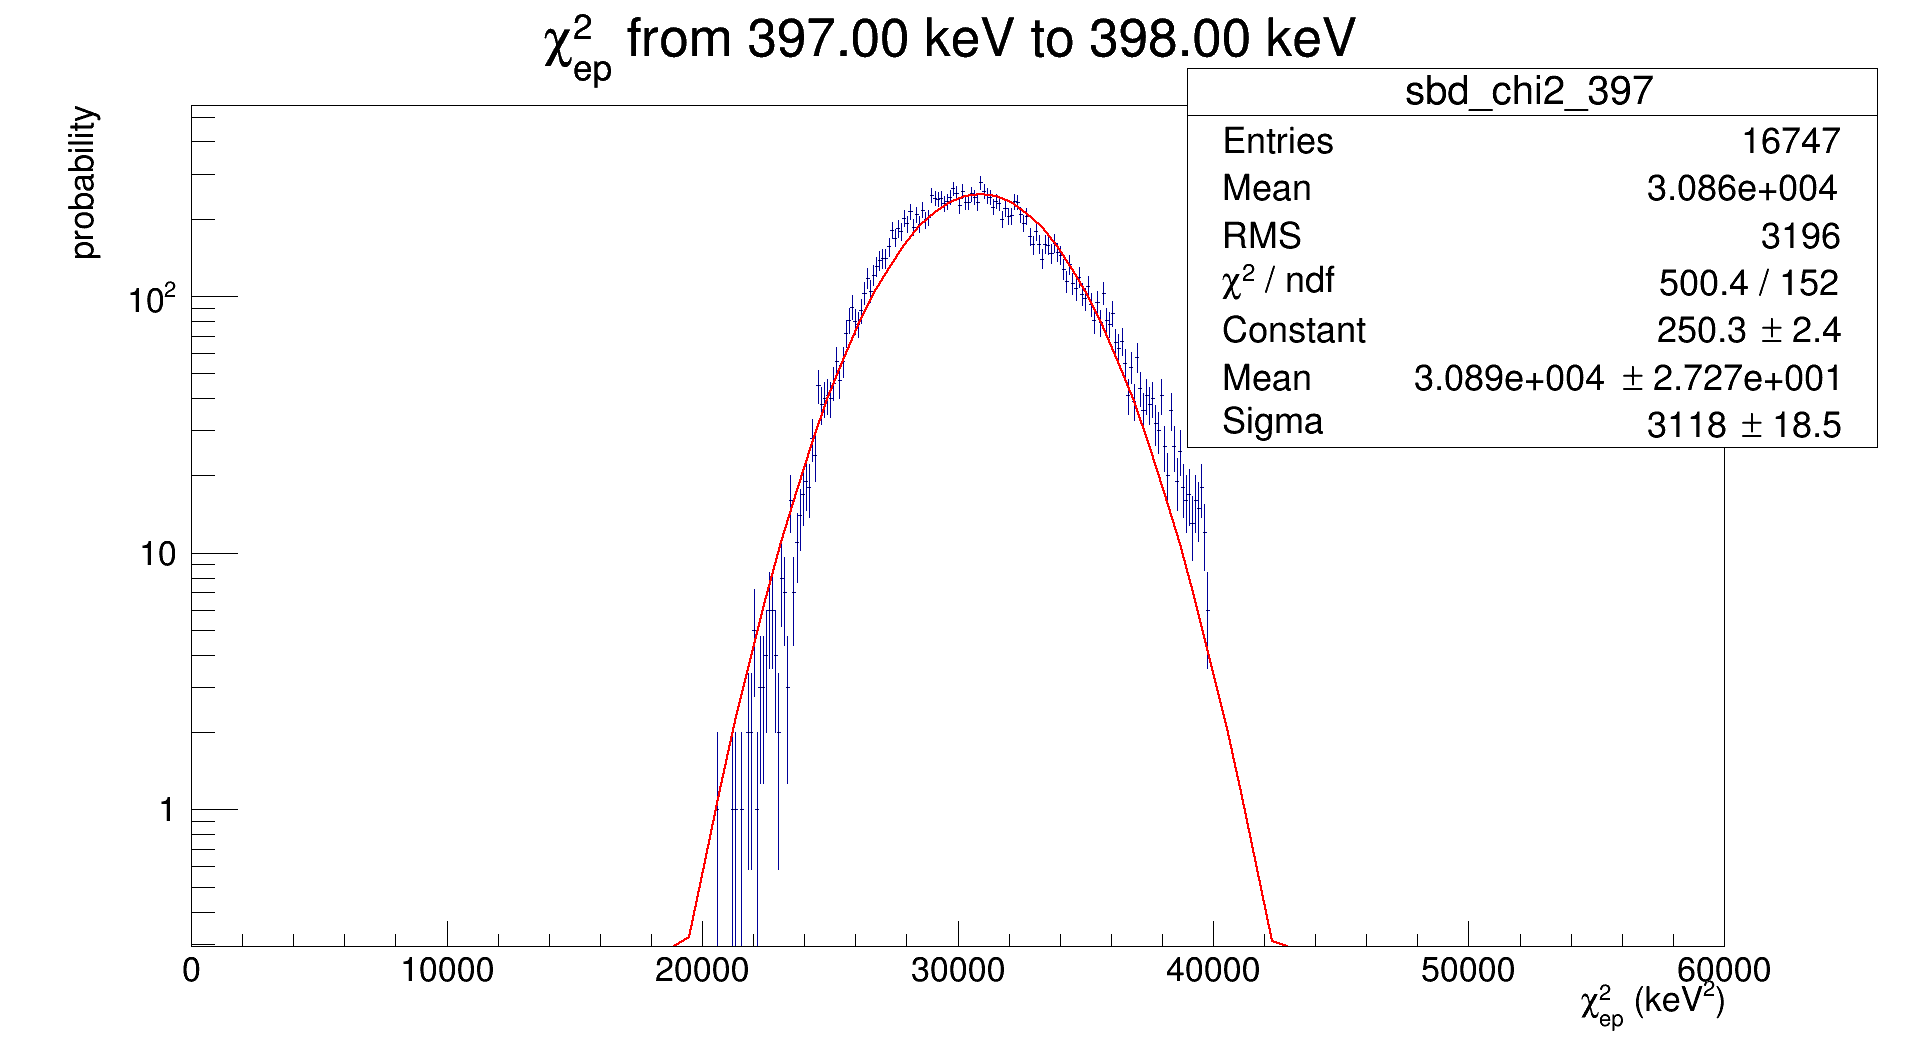 χ²ep from 397.00 keV to 398.00 keV
sbd_chi2_397
Entries 16747
Mean 3.086e+004
RMS 3196
χ² / ndf 500.4 / 152
Constant 250.3 ± 2.4
Mean 3.089e+004 ± 2.727e+001
Sigma 3118 ± 18.5
probability
10²
10
1
0 10000 20000 30000 40000 50000 60000
χ²ep (keV²)